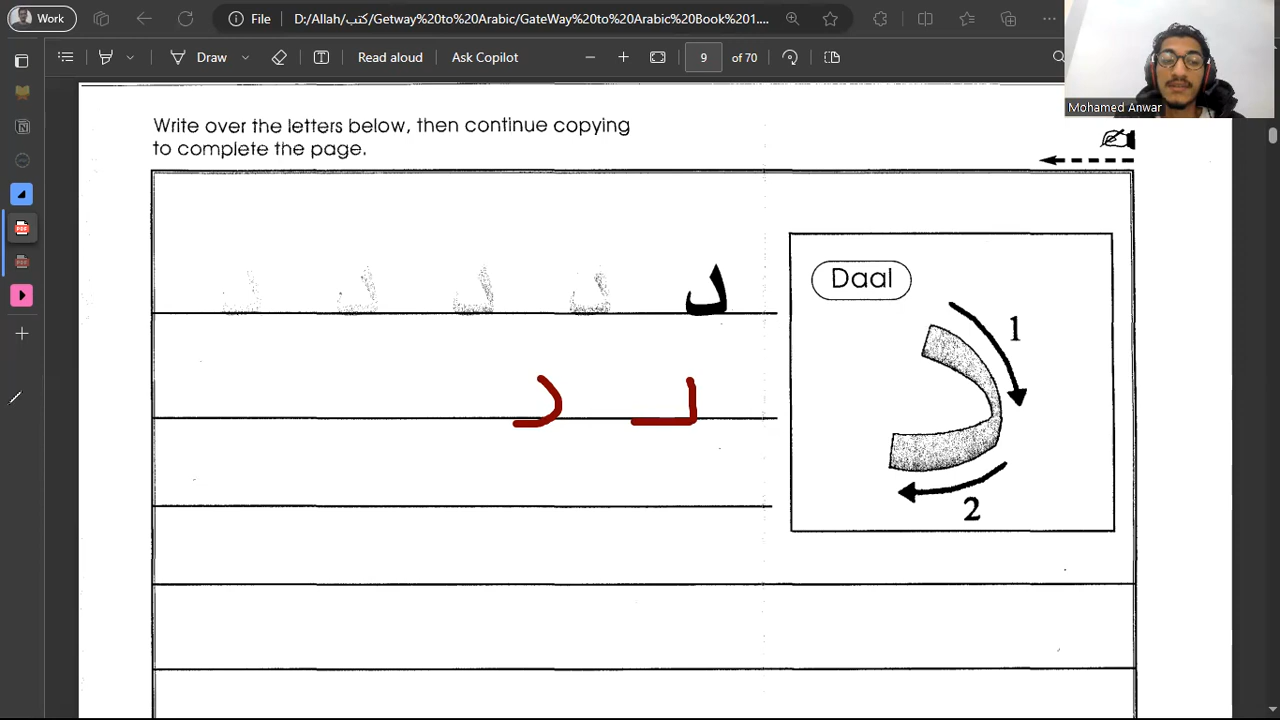 Work
File
D:/Allah/كتب/Getway%20to%20Arabic/GateWay%20to%20Arabic%20Book%201....
Draw
Read aloud
Ask Copilot
9 of 70
Mohamed Anwar
Write over the letters below, then continue copying
to complete the page.
د د د د د
Daal
1
2
د د